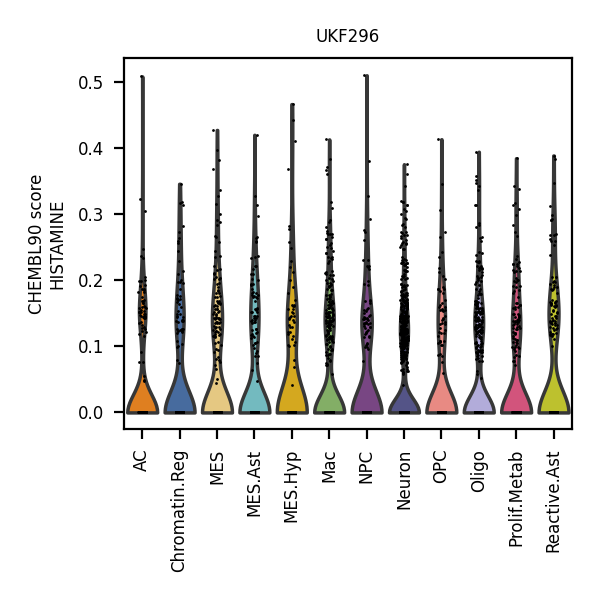 UKF296
CHEMBL90 score
HISTAMINE
0.5
0.4
0.3
0.2
0.1
0.0
AC
Chromatin.Reg
MES
MES.Ast
MES.Hyp
Mac
NPC
Neuron
OPC
Oligo
Prolif.Metab
Reactive.Ast